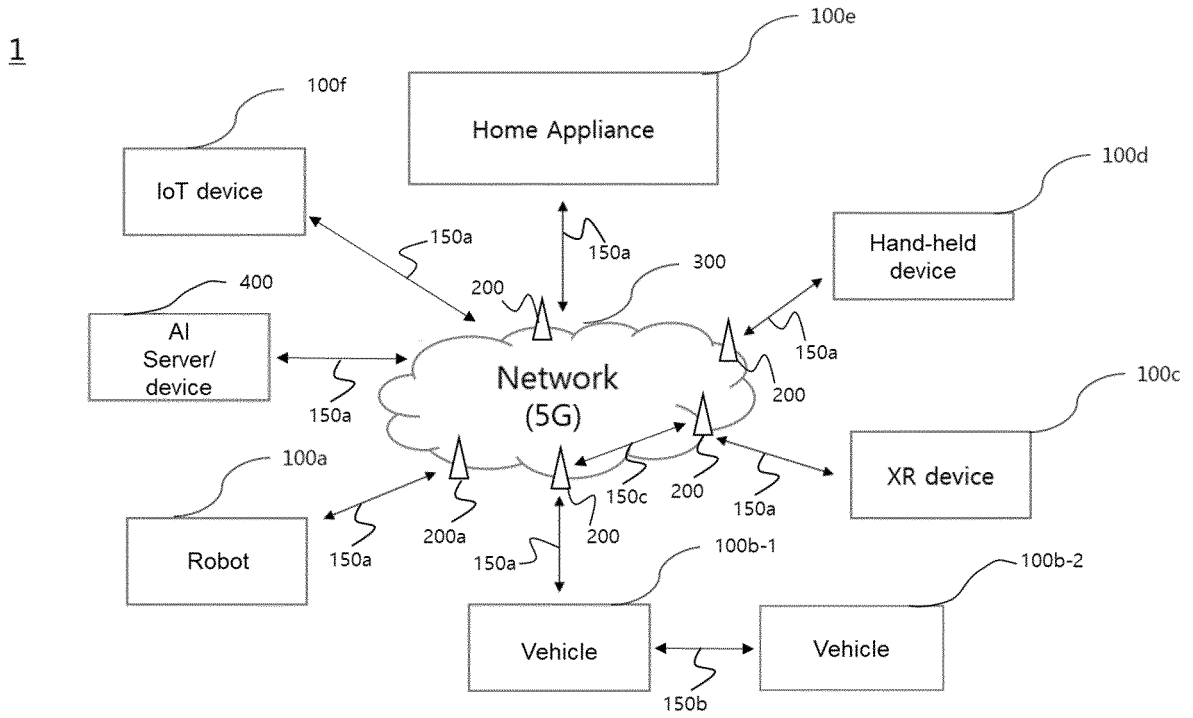 1
100e
100f
Home Appliance
IoT device
100d
Hand-held
device
150a
150a
300
200
400
AI
Server/
device
150a
150a
200
Network
(5G)
100c
XR device
100a
150c
200
150a
Robot
150a
200a
150a
200
100b-1
100b-2
Vehicle
Vehicle
150b